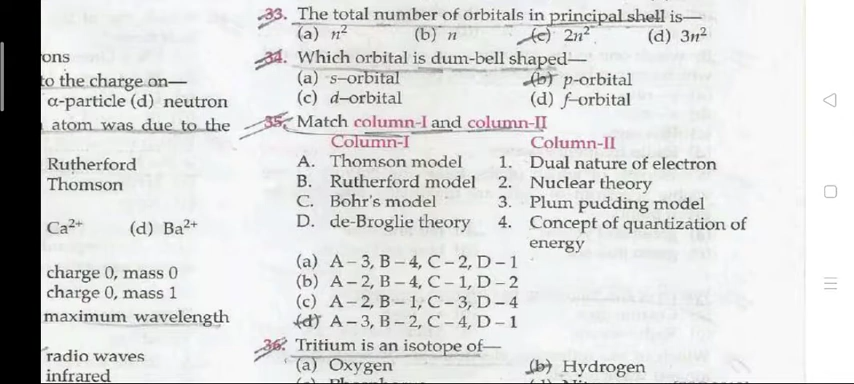 ons
to the charge on—
α-particle (d) neutron
atom was due to the
Rutherford
Thomson
Ca²⁺ (d) Ba²⁺
charge 0, mass 0
charge 0, mass 1
maximum wavelength
radio waves
infrared
33. The total number of orbitals in principal shell is—
(a) n² (b) n (c) 2n² (d) 3n²
34. Which orbital is dum-bell shaped—
(a) s-orbital (b) p-orbital
(c) d-orbital (d) f-orbital
35. Match column-I and column-II
Column-I Column-II
A. Thomson model 1. Dual nature of electron
B. Rutherford model 2. Nuclear theory
C. Bohr's model 3. Plum pudding model
D. de-Broglie theory 4. Concept of quantization of
energy
(a) A – 3, B – 4, C – 2, D – 1
(b) A – 2, B – 4, C – 1, D – 2
(c) A – 2, B – 1, C – 3, D – 4
(d) A – 3, B – 2, C – 4, D – 1
36. Tritium is an isotope of—
(a) Oxygen (b) Hydrogen